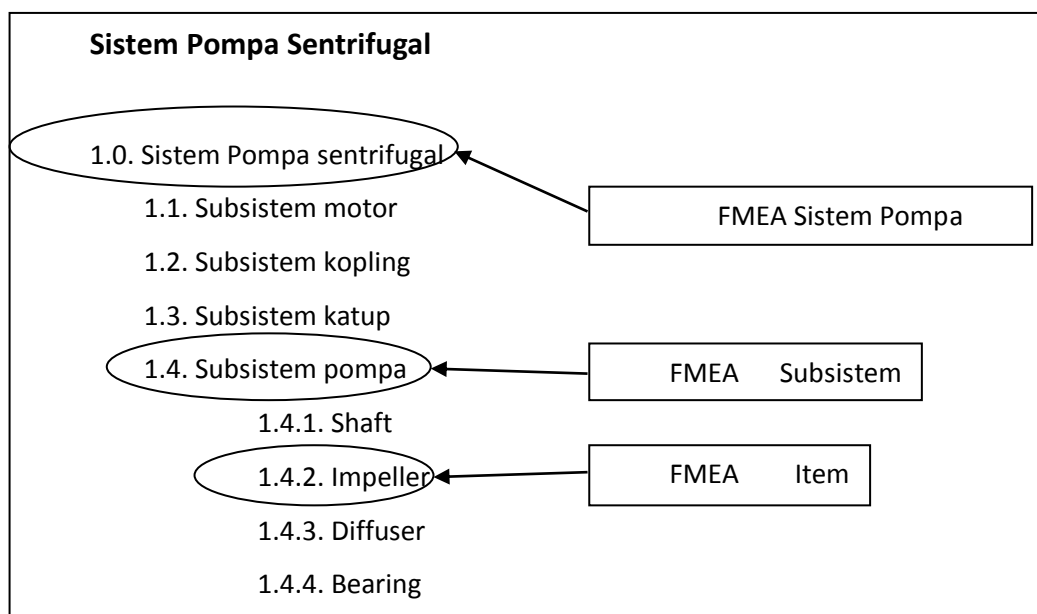 Sistem Pompa Sentrifugal
1.0. Sistem Pompa sentrifugal
1.1. Subsistem motor
FMEA Sistem Pompa
1.2. Subsistem kopling
1.3. Subsistem katup
1.4. Subsistem pompa
FMEA Subsistem
1.4.1. Shaft
1.4.2. Impeller
FMEA Item
1.4.3. Diffuser
1.4.4. Bearing